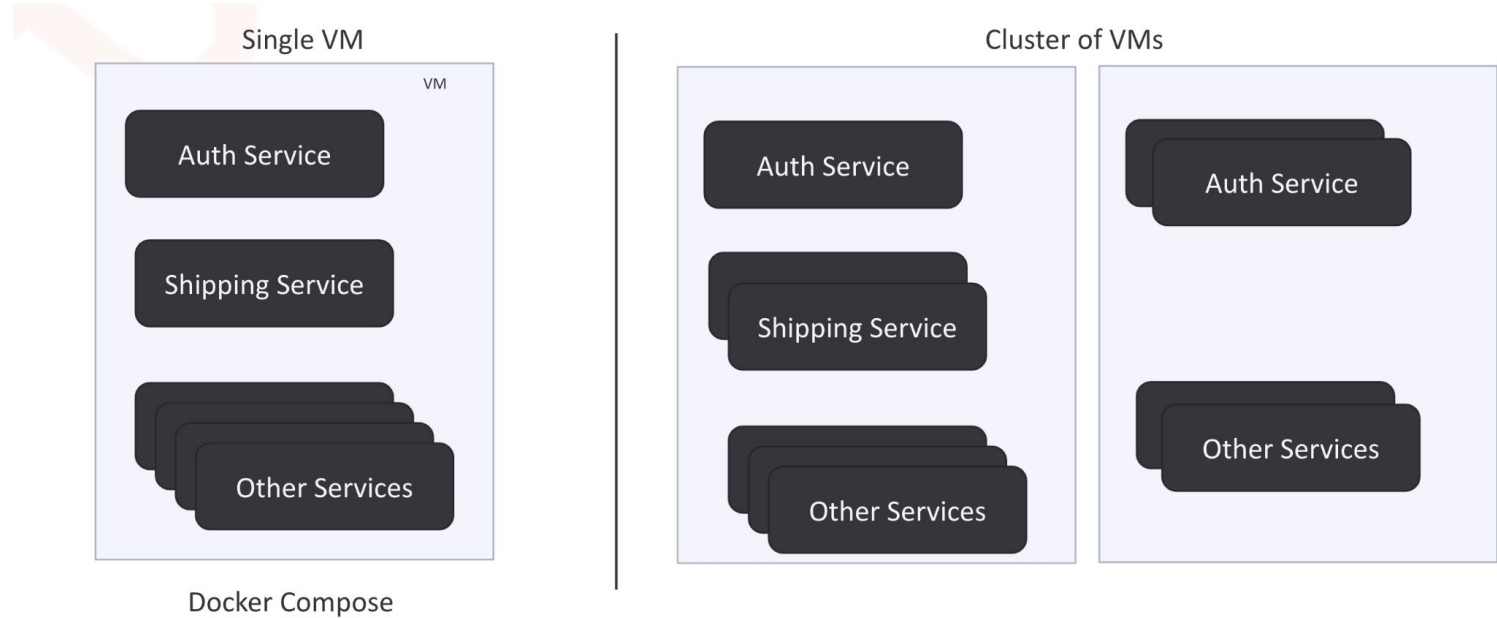 Single VM
VM
Auth Service
Shipping Service
Other Services
Docker Compose
Cluster of VMs
Auth Service
Shipping Service
Other Services
Auth Service
Other Services